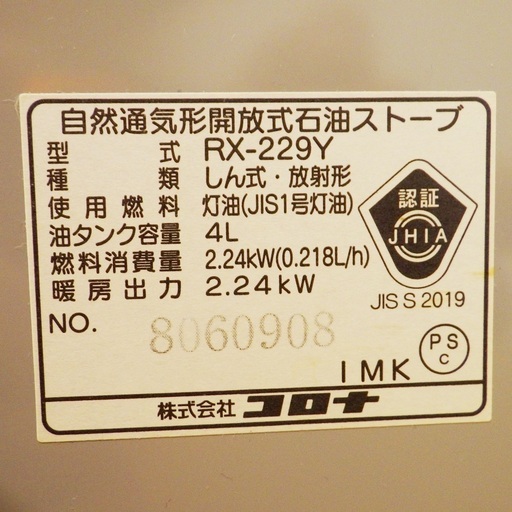 自然通気形開放式石油ストーブ
型式 RX-229Y
種類 しん式・放射形
使用燃料 灯油(JIS1号灯油)
油タンク容量 4L
燃料消費量 2.24kW(0.218L/h)
暖房出力 2.24kW
認証
JHIA
JIS S 2019
NO. 8060908
PS
C
1MK
株式会社 コロナ